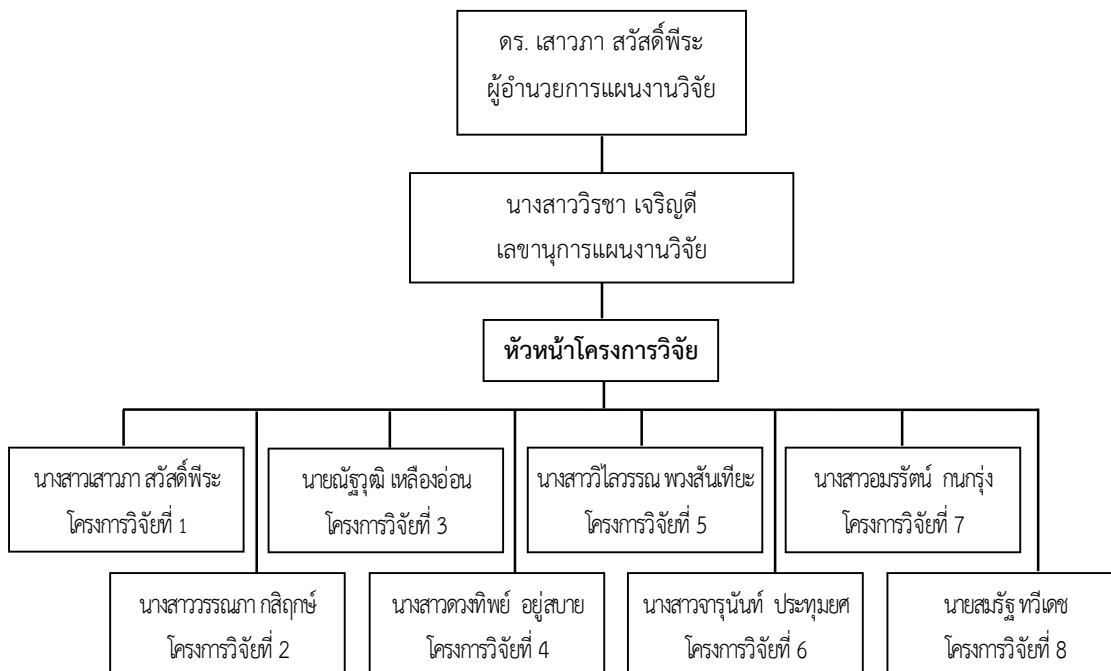 ดร. เสาวภา สวัสดิ์พีระ
ผู้อำนวยการแผนงานวิจัย
นางสาววิรชา เจริญดี
เลขานุการแผนงานวิจัย
หัวหน้าโครงการวิจัย
นางสาวเสาวภา สวัสดิ์พีระ
โครงการวิจัยที่ 1
นายณัฐวุฒิ เหลืองอ่อน
โครงการวิจัยที่ 3
นางสาววิไลวรรณ พวงสันเทียะ
โครงการวิจัยที่ 5
นางสาวอมรรัตน์ กนกรุ่ง
โครงการวิจัยที่ 7
นางสาววรรณภา กสิฤกษ์
โครงการวิจัยที่ 2
นางสาวดวงทิพย์ อยู่สบาย
โครงการวิจัยที่ 4
นางสาวจารุนันท์ ประทุมยศ
โครงการวิจัยที่ 6
นายสมรัฐ ทวีเดช
โครงการวิจัยที่ 8